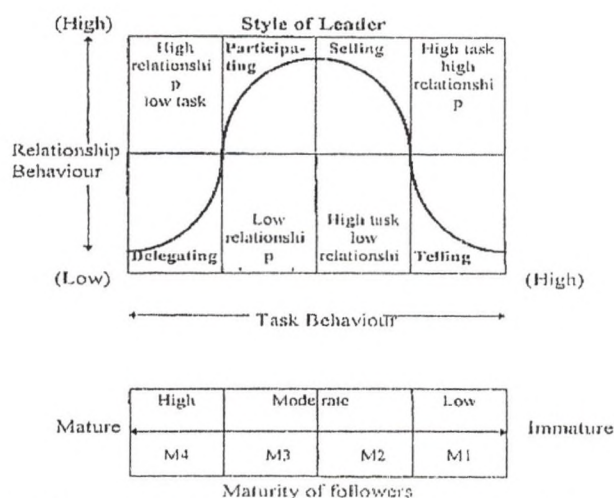 (High)
Style of Leader
High
relationshi
p
low task
Participa-
ting
Selling
High task
high
relationshi
p
Relationship
Behaviour
Low
relationshi
p
High task
low
relationshi
Delegating
Telling
(Low)
(High)
Task Behaviour
High
Moderate
Low
Mature
Immature
M4
M3
M2
M1
Maturity of followers